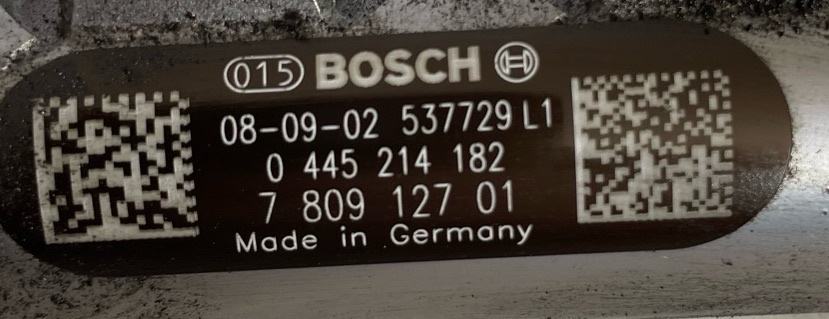 015 BOSCH
08-09-02 537729 L1
0 445 214 182
7 809 127 01
Made in Germany